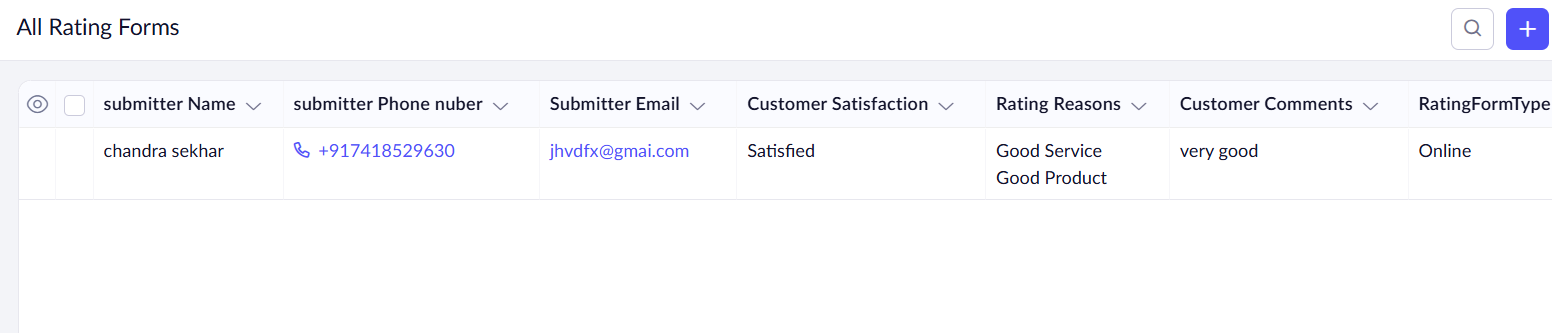 All Rating Forms
submitter Name submitter Phone nuber Submitter Email Customer Satisfaction Rating Reasons Customer Comments RatingFormType
chandra sekhar +917418529630 jhvdfx@gmai.com Satisfied Good Service very good Online
Good Product